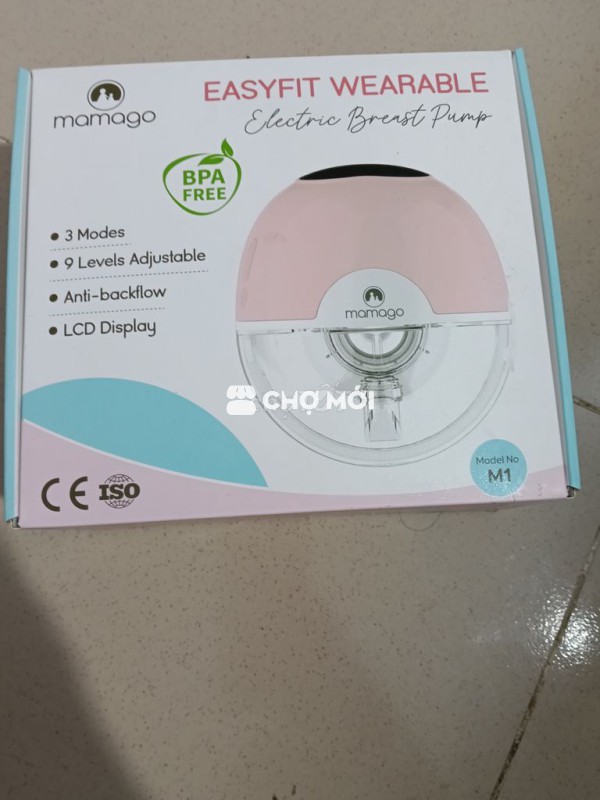 mamago
EASYFIT WEARABLE
Electric Breast Pump
BPA
FREE
3 Modes
9 Levels Adjustable
Anti-backflow
LCD Display
mamago
CHỢ MỚI
Model No
M1
CE ISO